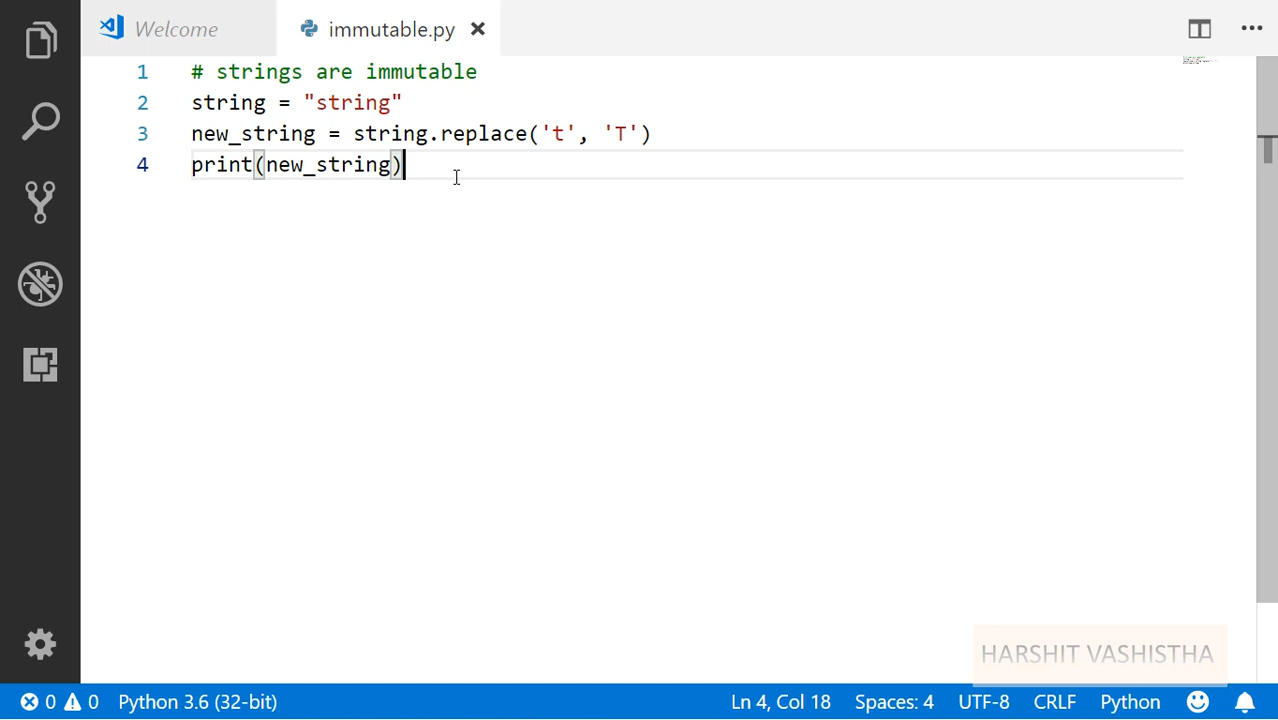 Welcome
immutable.py
1 # strings are immutable
2 string = "string"
3 new_string = string.replace('t', 'T')
4 print(new_string)
HARSHIT VASHISTHA
0 0 Python 3.6 (32-bit) Ln 4, Col 18 Spaces: 4 UTF-8 CRLF Python